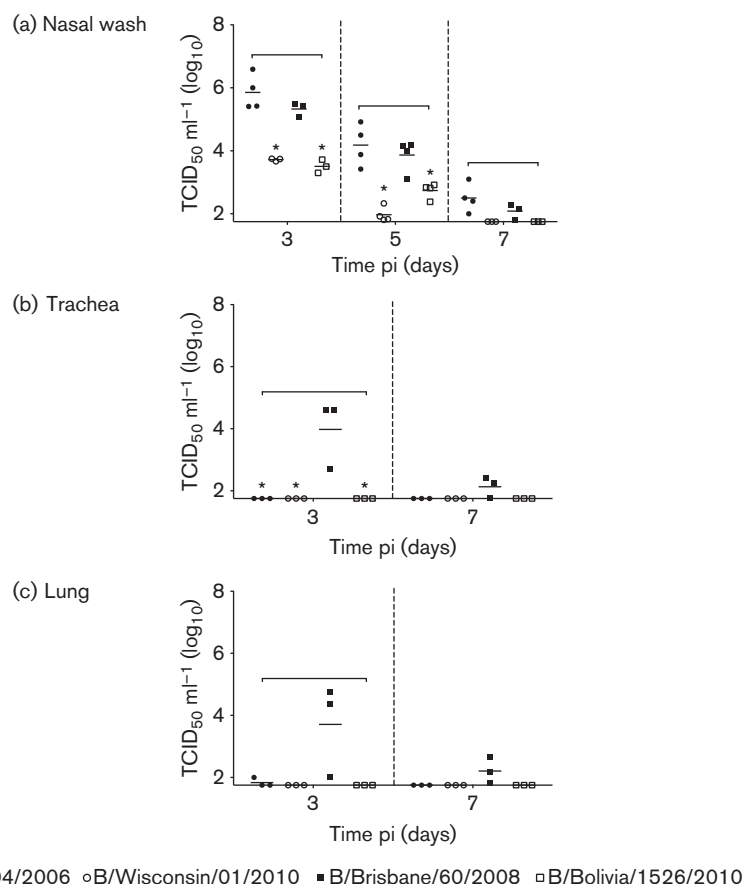 (a) Nasal wash
8
6
4
2
TCID50 ml−1 (log10)
* * * *
3 5 7
Time pi (days)
(b) Trachea
8
6
4
2
TCID50 ml−1 (log10)
* * *
3 7
Time pi (days)
(c) Lung
8
6
4
2
TCID50 ml−1 (log10)
3 7
Time pi (days)
4/2006 ○B/Wisconsin/01/2010 ■B/Brisbane/60/2008 □B/Bolivia/1526/2010